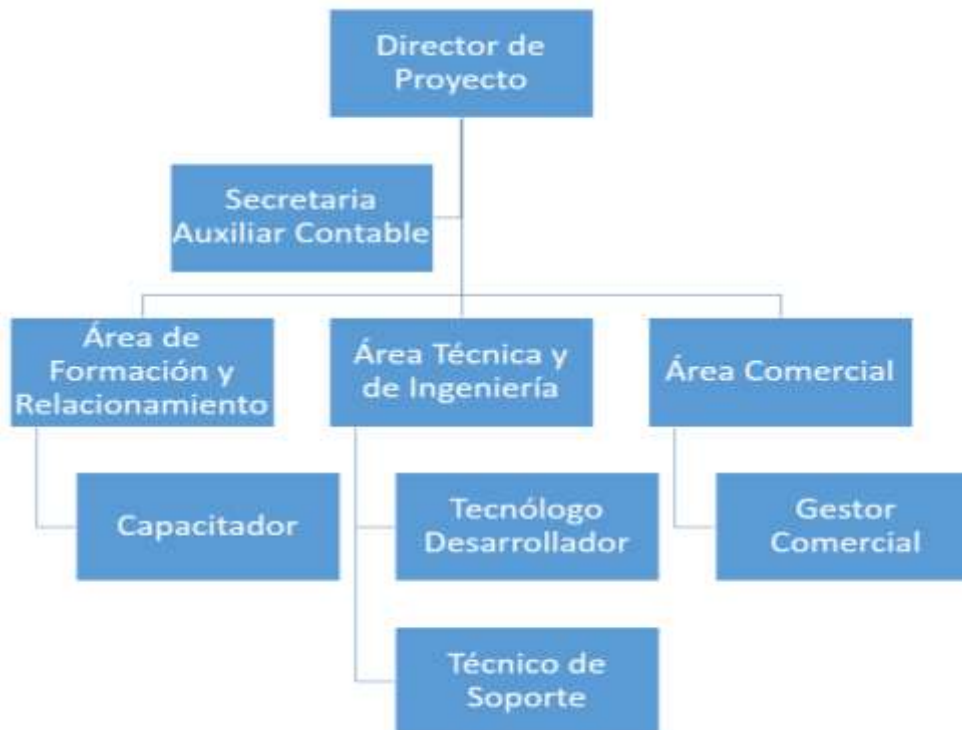 Director de
Proyecto
Secretaria
Auxiliar Contable
Área de
Formación y
Relacionamiento
Área Técnica y
de Ingeniería
Área Comercial
Capacitador
Tecnólogo
Desarrollador
Gestor
Comercial
Técnico de
Soporte